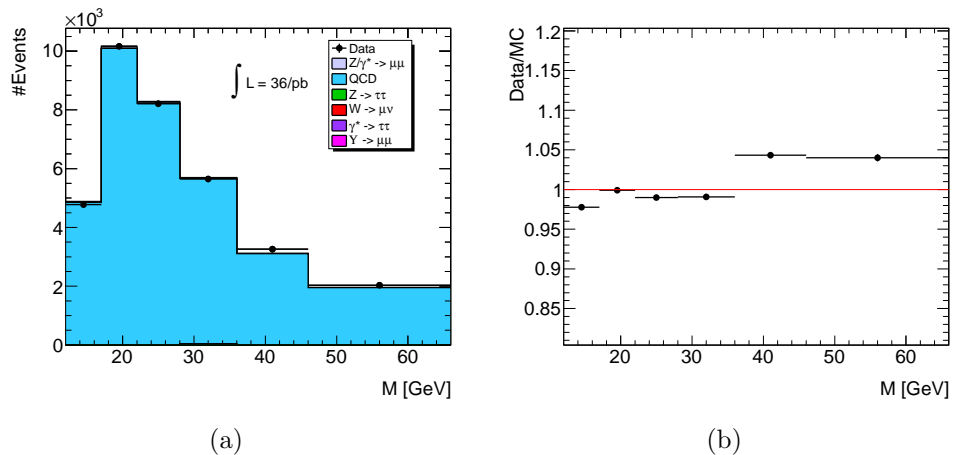 ×10³
#Events
10
8
6
4
2
0
20 30 40 50 60
M [GeV]
∫ L = 36/pb
Data
Z/γ* -> μμ
QCD
Z -> ττ
W -> μν
γ* -> ττ
Υ -> μμ
(a)
Data/MC
1.2
1.15
1.1
1.05
1
0.95
0.9
0.85
20 30 40 50 60
M [GeV]
(b)